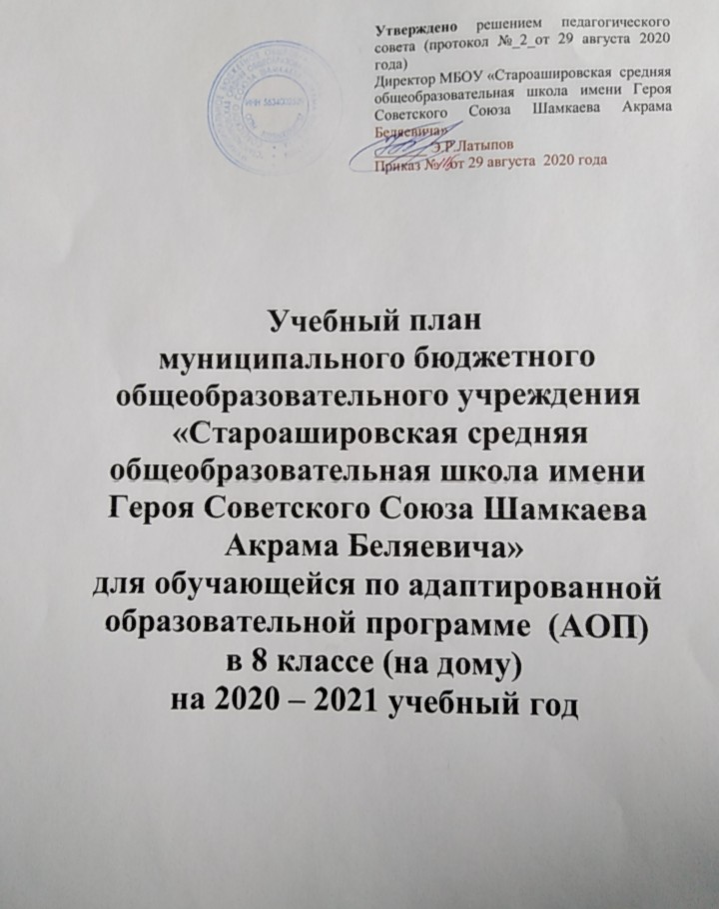 Утверждено решением педагогического
совета (протокол №_2_от 29 августа 2020
года)
Директор МБОУ «Староашировская средняя
общеобразовательная школа имени Героя
Советского Союза Шамкаева Акрама
Беляевича»
Э.Р.Латыпов
Приказ № от 29 августа 2020 года
Учебный план
муниципального бюджетного
общеобразовательного учреждения
«Староашировская средняя
общеобразовательная школа имени
Героя Советского Союза Шамкаева
Акрама Беляевича»
для обучающейся по адаптированной
образовательной программе (АОП)
в 8 классе (на дому)
на 2020 – 2021 учебный год